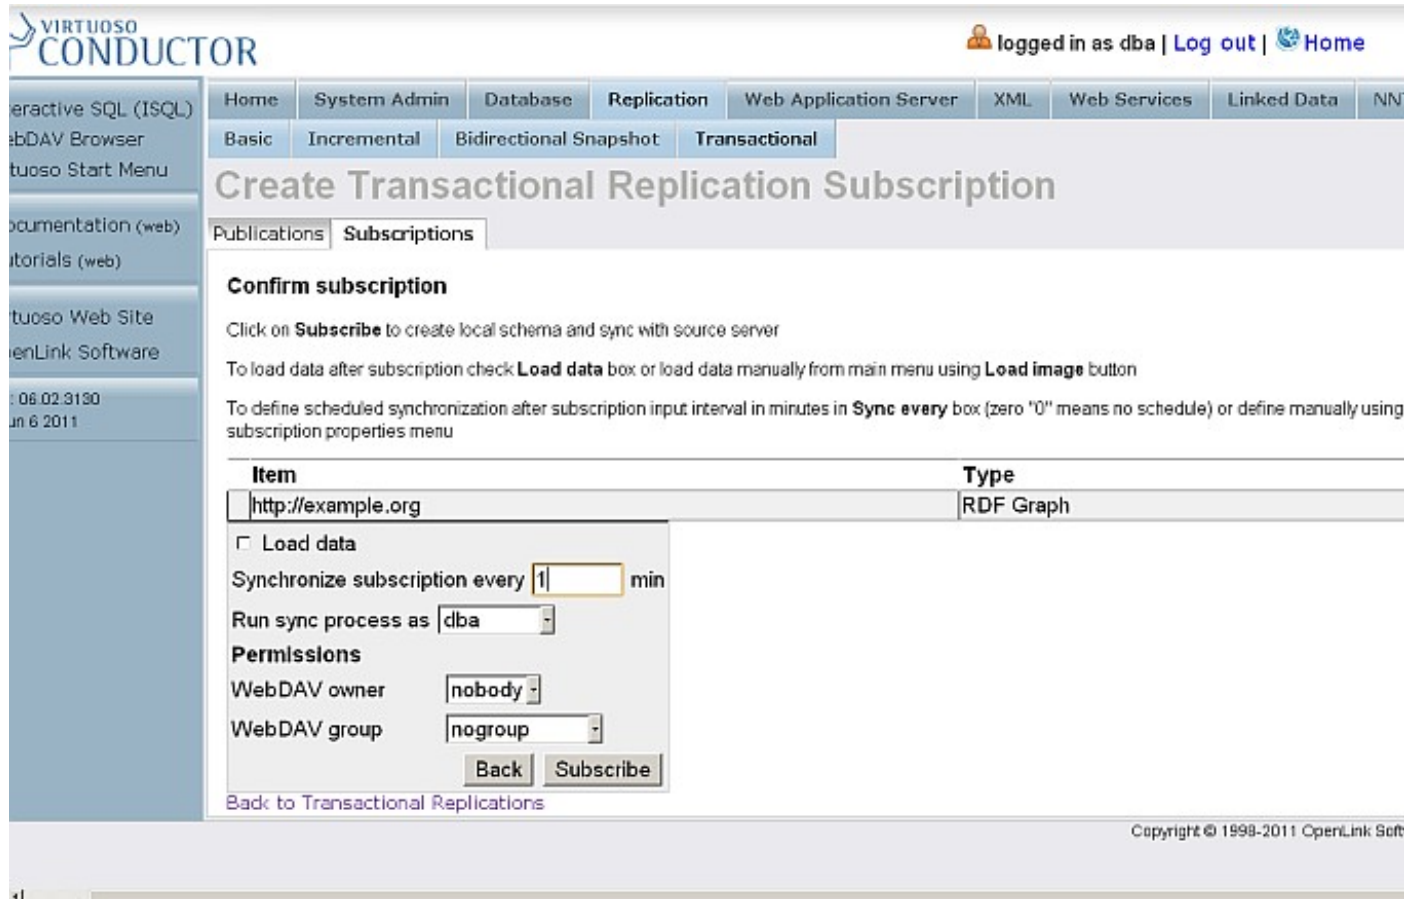 VIRTUOSO
CONDUCTOR
logged in as dba | Log out | Home
teractive SQL (ISQL)
ebDAV Browser
tuoso Start Menu
ocumentation (web)
utorials (web)
rtuoso Web Site
enLink Software
: 06.02.3130
un 6 2011
Home System Admin Database Replication Web Application Server XML Web Services Linked Data NN
Basic Incremental Bidirectional Snapshot Transactional
Create Transactional Replication Subscription
Publications Subscriptions
Confirm subscription
Click on Subscribe to create local schema and sync with source server
To load data after subscription check Load data box or load data manually from main menu using Load image button
To define scheduled synchronization after subscription input interval in minutes in Sync every box (zero "0" means no schedule) or define manually using
subscription properties menu
Item Type
http://example.org RDF Graph
Load data
Synchronize subscription every 1 min
Run sync process as dba
Permissions
WebDAV owner nobody
WebDAV group nogroup
Back Subscribe
Back to Transactional Replications
Copyright © 1998-2011 OpenLink Soft